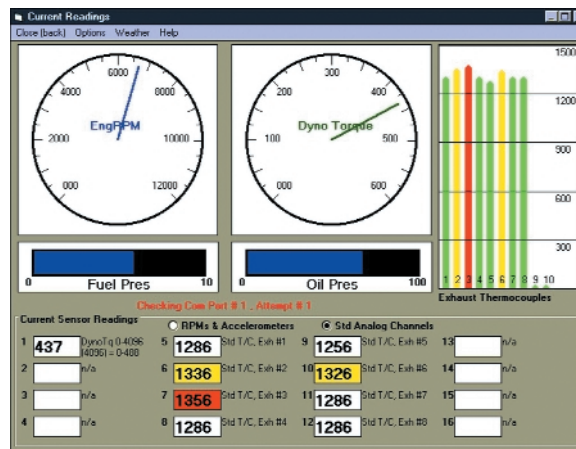 Current Readings
Close (back) Options Weather Help
6000
4000 8000
EngRPM
2000 10000
000 12000
300
200 400
Dyno Torque
100 500
000 600
1500
1200
900
600
300
1 2 3 4 5 6 7 8 9 10
0 Fuel Pres 10
0 Oil Pres 100
Exhaust Thermocouples
Checking Com Port # 1 , Attempt # 1
Current Sensor Readings
RPMs & Accelerometers Std Analog Channels
1 437 DynoTq 0-4096 5 1286 Std T/C, Exh #1 9 1256 Std T/C, Exh #5 13 n/a
(4095) = 0-488
2 n/a 6 1336 Std T/C, Exh #2 10 1326 Std T/C, Exh #6 14 n/a
3 n/a 7 1356 Std T/C, Exh #3 11 1286 Std T/C, Exh #7 15 n/a
4 n/a 8 1286 Std T/C, Exh #4 12 1286 Std T/C, Exh #8 16 n/a